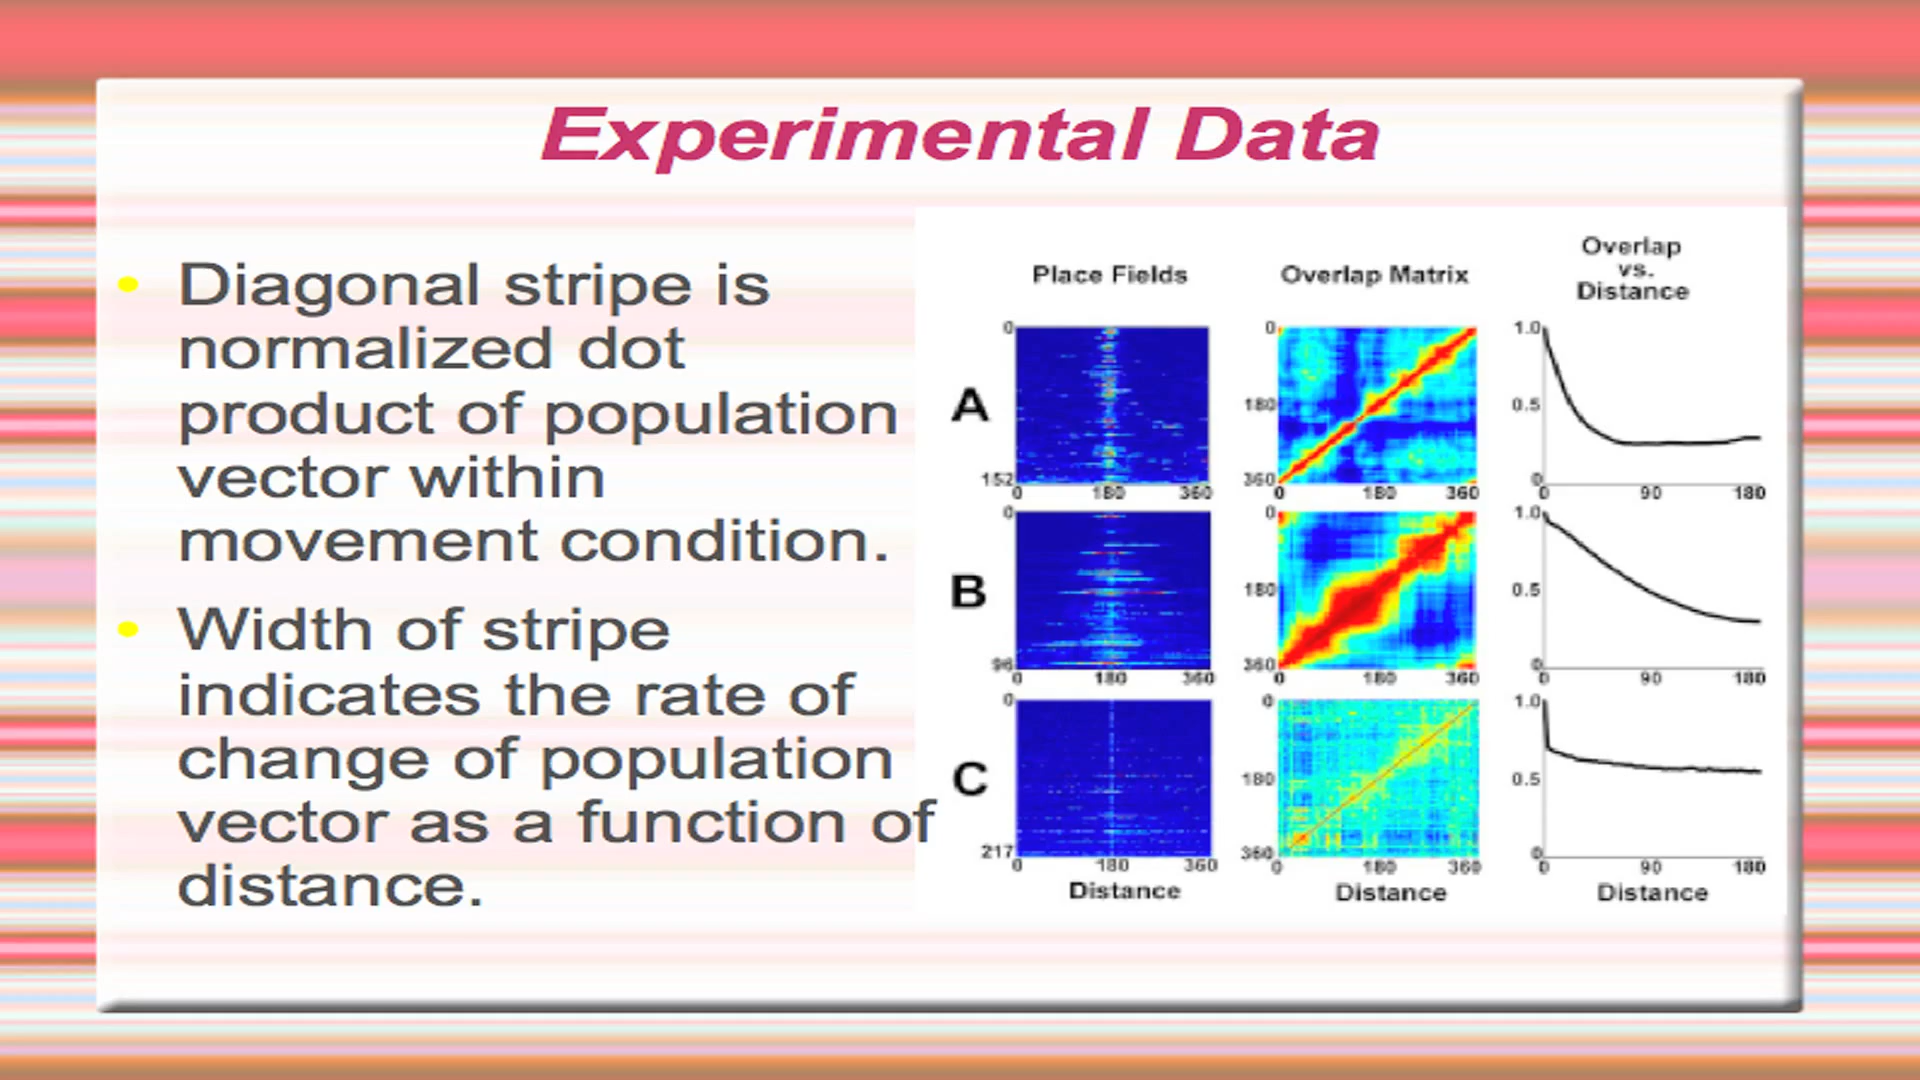 Experimental Data
• Diagonal stripe is
normalized dot
product of population
vector within
movement condition.
• Width of stripe
indicates the rate of
change of population
vector as a function of
distance.
Place Fields
Overlap Matrix
Overlap
vs.
Distance
A
0
152
0 180 360
0
180
360
0 180 360
1.0
0.5
0
0 90 180
B
0
96
0 180 360
0
180
360
0 180 360
1.0
0.5
0
0 90 180
C
0
217
0 180 360
Distance
0
180
360
0 180 360
Distance
1.0
0.5
0
0 90 180
Distance